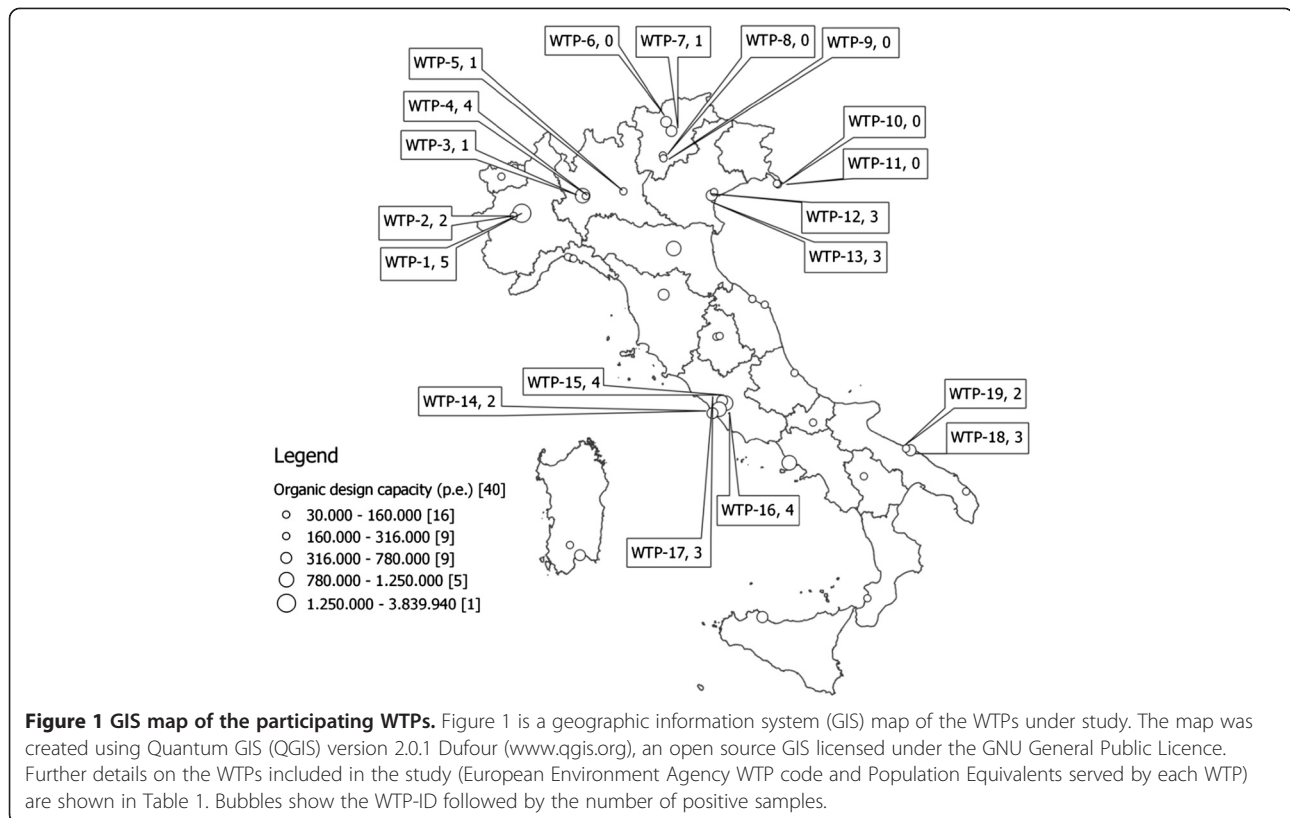 WTP-6, 0
WTP-7, 1
WTP-8, 0
WTP-9, 0
WTP-5, 1
WTP-4, 4
WTP-3, 1
WTP-10, 0
WTP-11, 0
WTP-2, 2
WTP-1, 5
WTP-12, 3
WTP-13, 3
WTP-15, 4
WTP-14, 2
WTP-19, 2
WTP-18, 3
WTP-16, 4
WTP-17, 3
Legend
Organic design capacity (p.e.) [40]
30.000 - 160.000 [16]
160.000 - 316.000 [9]
316.000 - 780.000 [9]
780.000 - 1.250.000 [5]
1.250.000 - 3.839.940 [1]
Figure 1 GIS map of the participating WTPs. Figure 1 is a geographic information system (GIS) map of the WTPs under study. The map was
created using Quantum GIS (QGIS) version 2.0.1 Dufour (www.qgis.org), an open source GIS licensed under the GNU General Public Licence.
Further details on the WTPs included in the study (European Environment Agency WTP code and Population Equivalents served by each WTP)
are shown in Table 1. Bubbles show the WTP-ID followed by the number of positive samples.